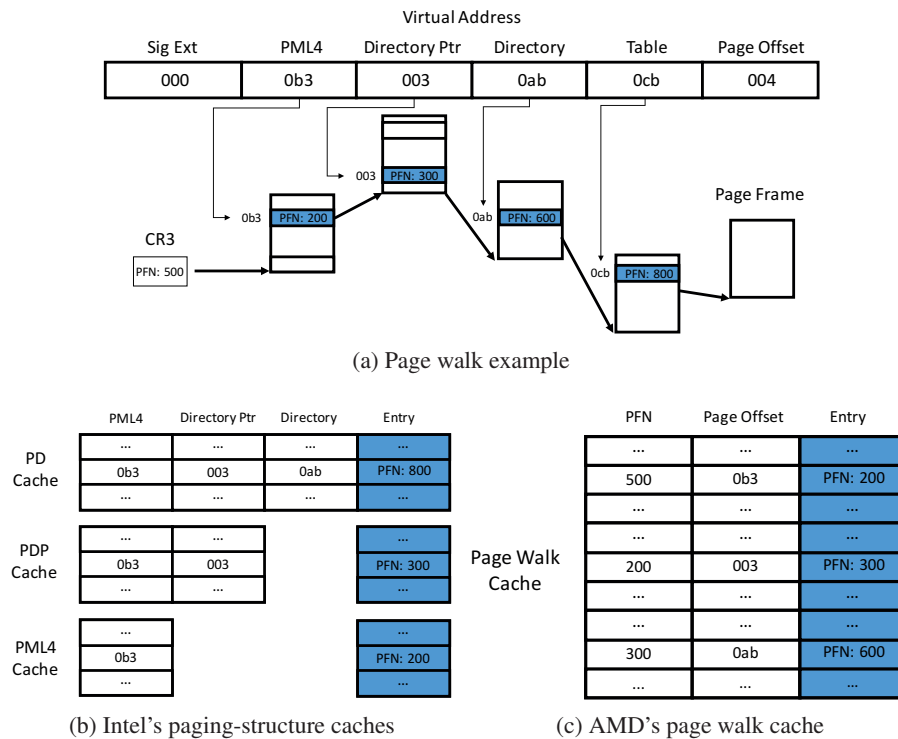 Virtual Address
Sig Ext PML4 Directory Ptr Directory Table Page Offset
000 0b3 003 0ab 0cb 004
003 PFN: 300
0b3 PFN: 200
0ab PFN: 600
Page Frame
CR3
PFN: 500
0cb PFN: 800
(a) Page walk example
PML4 Directory Ptr Directory Entry
PD Cache
... ... ... ...
0b3 003 0ab PFN: 800
... ... ... ...
PDP Cache
... ... ...
0b3 003 PFN: 300
... ... ...
PML4 Cache
... ...
0b3 PFN: 200
... ...
(b) Intel's paging-structure caches
PFN Page Offset Entry
Page Walk Cache
... ... ...
500 0b3 PFN: 200
... ... ...
... ... ...
200 003 PFN: 300
... ... ...
... ... ...
300 0ab PFN: 600
... ... ...
(c) AMD's page walk cache